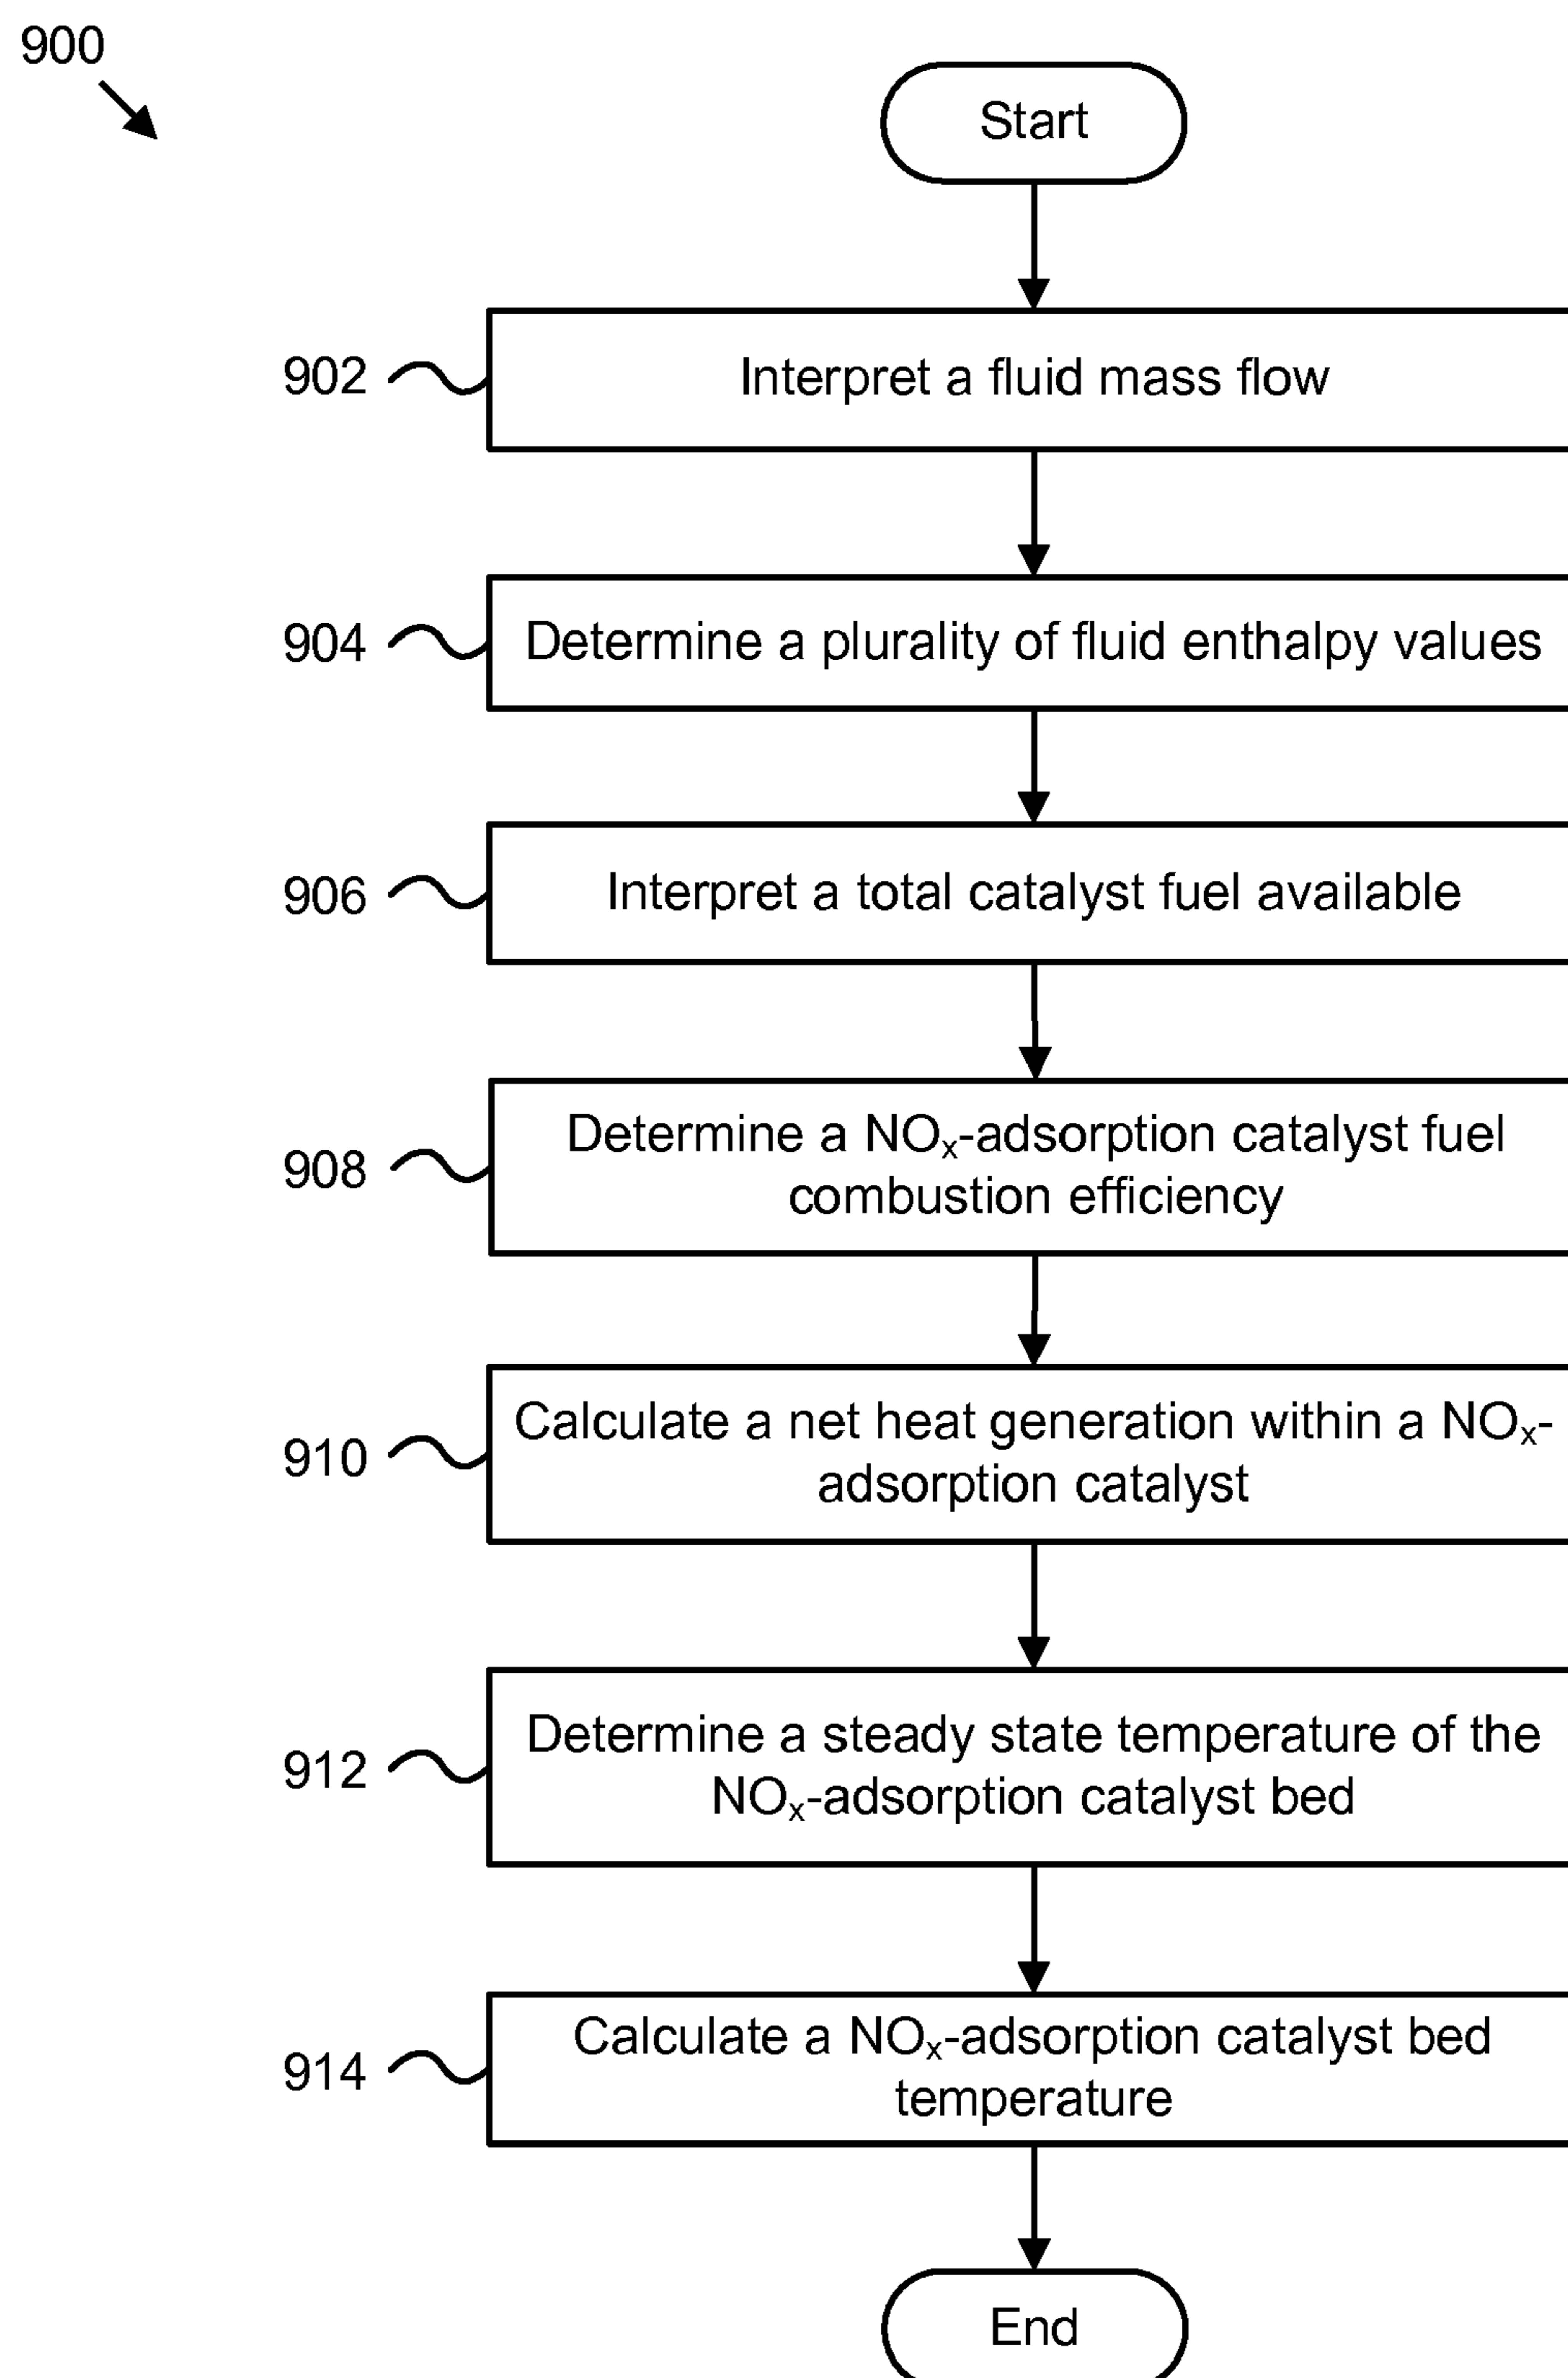 900
Start
902
Interpret a fluid mass flow
904
Determine a plurality of fluid enthalpy values
906
Interpret a total catalyst fuel available
908
Determine a NOₓ-adsorption catalyst fuel
combustion efficiency
910
Calculate a net heat generation within a NOₓ-
adsorption catalyst
912
Determine a steady state temperature of the
NOₓ-adsorption catalyst bed
914
Calculate a NOₓ-adsorption catalyst bed
temperature
End